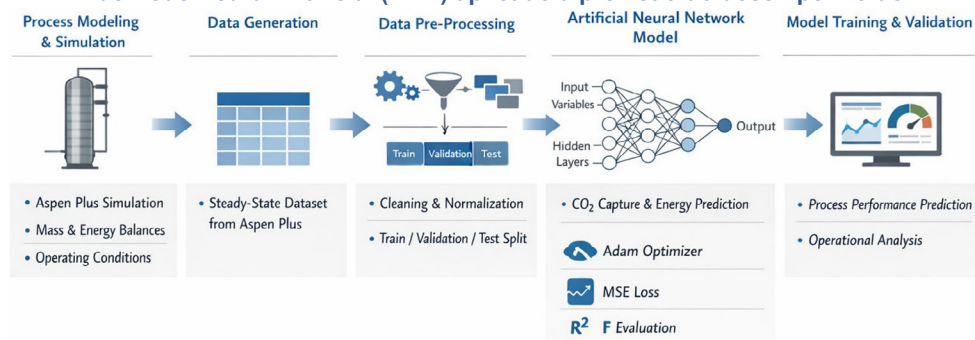 Process Modeling
& Simulation
Data Generation
Data Pre-Processing
Artificial Neural Network
Model
Model Training & Validation
Train
Validation
Test
Input
Variables
Hidden
Layers
Output
• Aspen Plus Simulation
• Mass & Energy Balances
• Operating Conditions
• Steady-State Dataset
from Aspen Plus
• Cleaning & Normalization
• Train / Validation / Test Split
• CO₂ Capture & Energy Prediction
Adam Optimizer
MSE Loss
R² F Evaluation
• Process Performance Prediction
• Operational Analysis